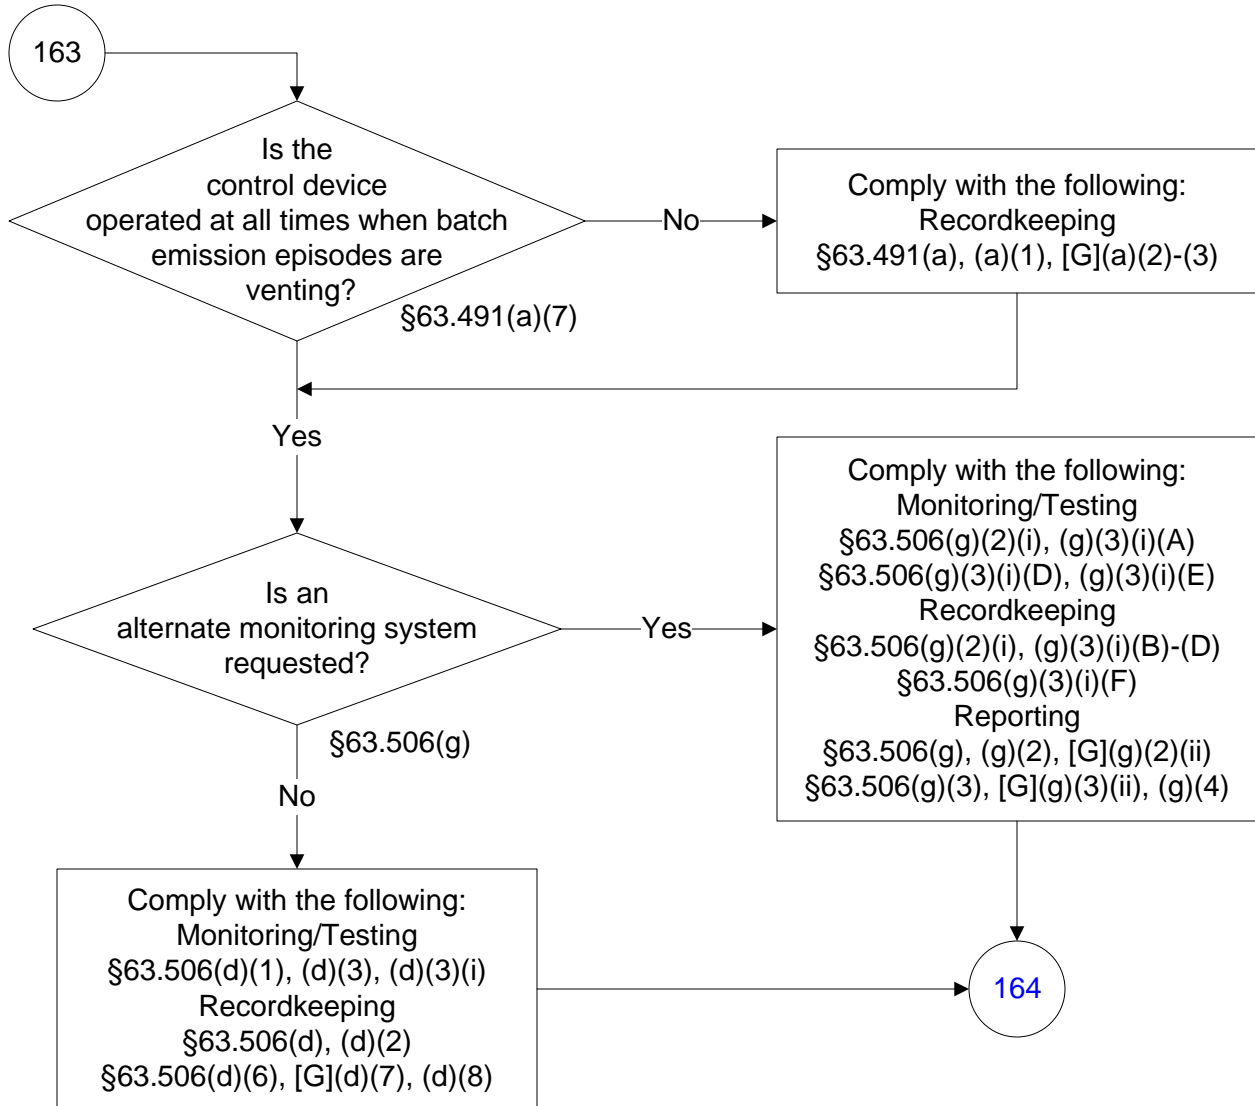 163
Is the
control device
operated at all times when batch
emission episodes are
venting?
§63.491(a)(7)
No
Comply with the following:
Recordkeeping
§63.491(a), (a)(1), [G](a)(2)-(3)
Yes
Is an
alternate monitoring system
requested?
§63.506(g)
Yes
Comply with the following:
Monitoring/Testing
§63.506(g)(2)(i), (g)(3)(i)(A)
§63.506(g)(3)(i)(D), (g)(3)(i)(E)
Recordkeeping
§63.506(g)(2)(i), (g)(3)(i)(B)-(D)
§63.506(g)(3)(i)(F)
Reporting
§63.506(g), (g)(2), [G](g)(2)(ii)
§63.506(g)(3), [G](g)(3)(ii), (g)(4)
No
Comply with the following:
Monitoring/Testing
§63.506(d)(1), (d)(3), (d)(3)(i)
Recordkeeping
§63.506(d), (d)(2)
§63.506(d)(6), [G](d)(7), (d)(8)
164